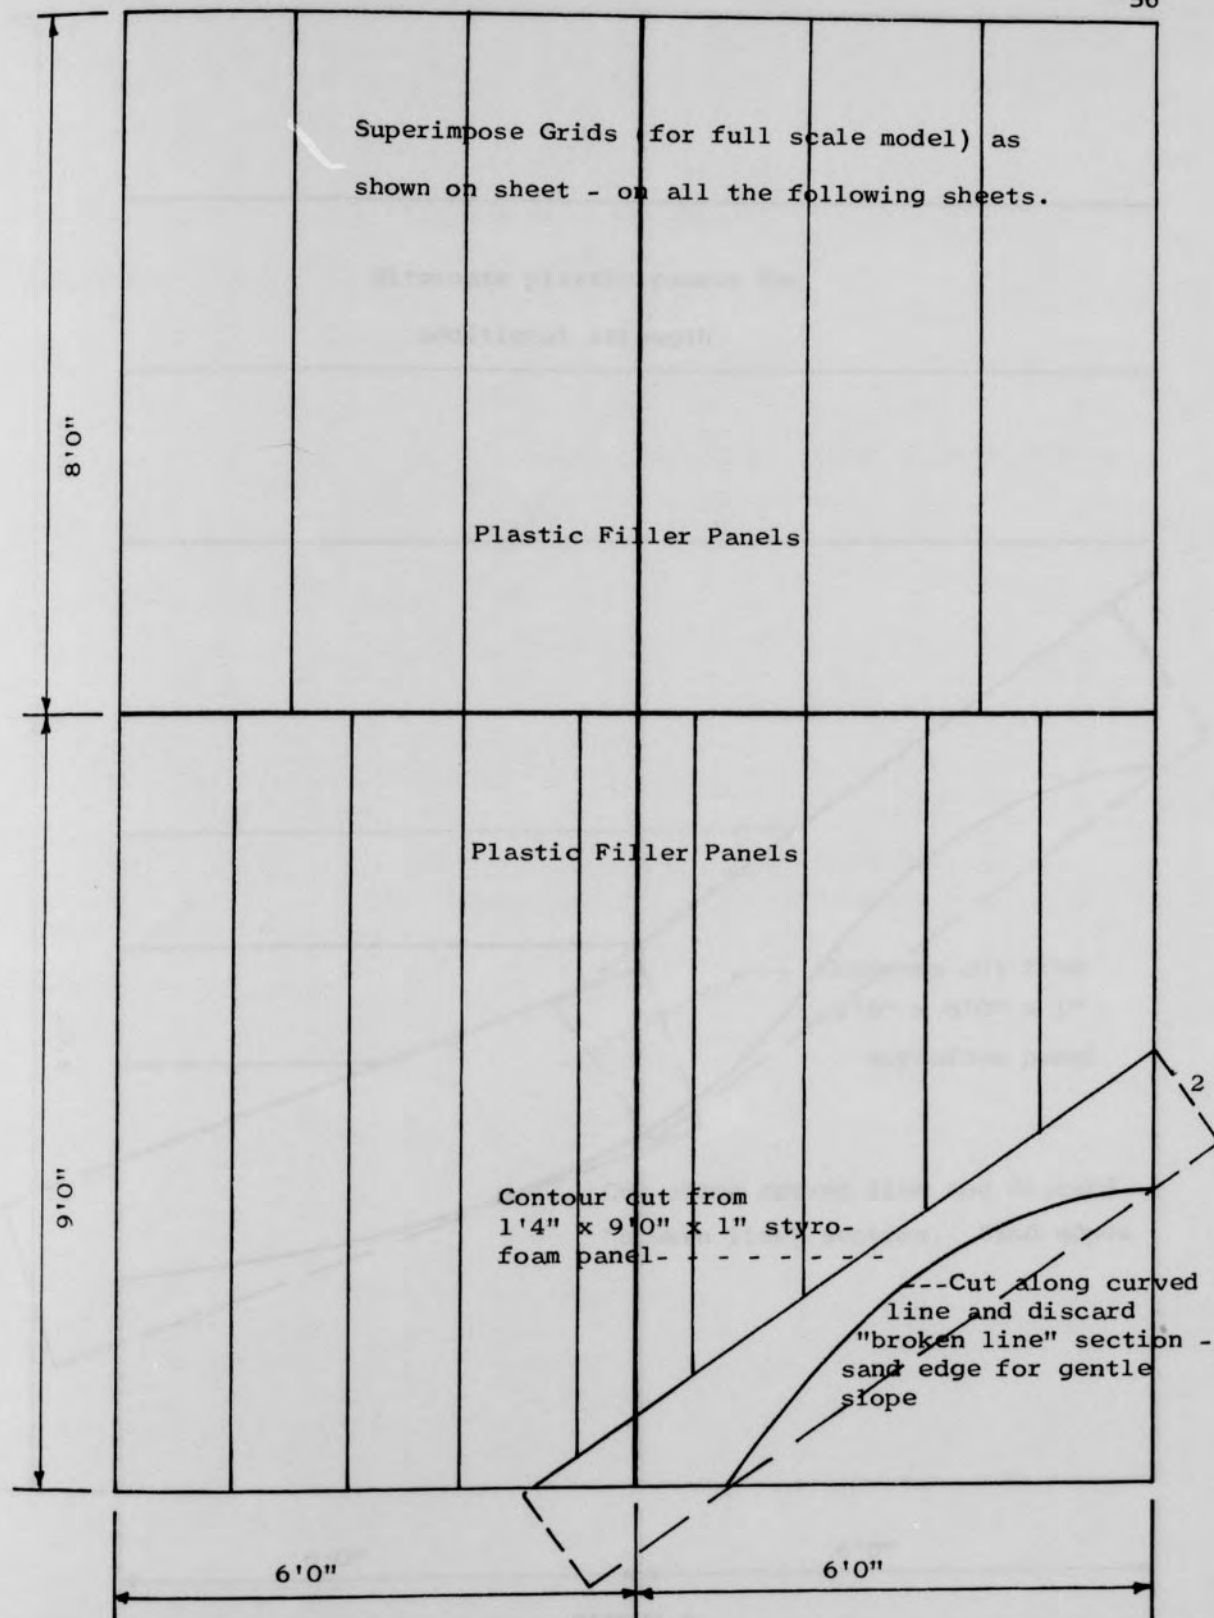 Superimpose Grids (for full scale model) as
shown on sheet - on all the following sheets.
8'0"
Plastic Filler Panels
Plastic Filler Panels
2
9'0"
Contour cut from
1'4" x 9'0" x 1" styro-
foam panel- - - - - - - -
---Cut along curved
line and discard
"broken line" section -
sand edge for gentle
slope
6'0"
6'0"